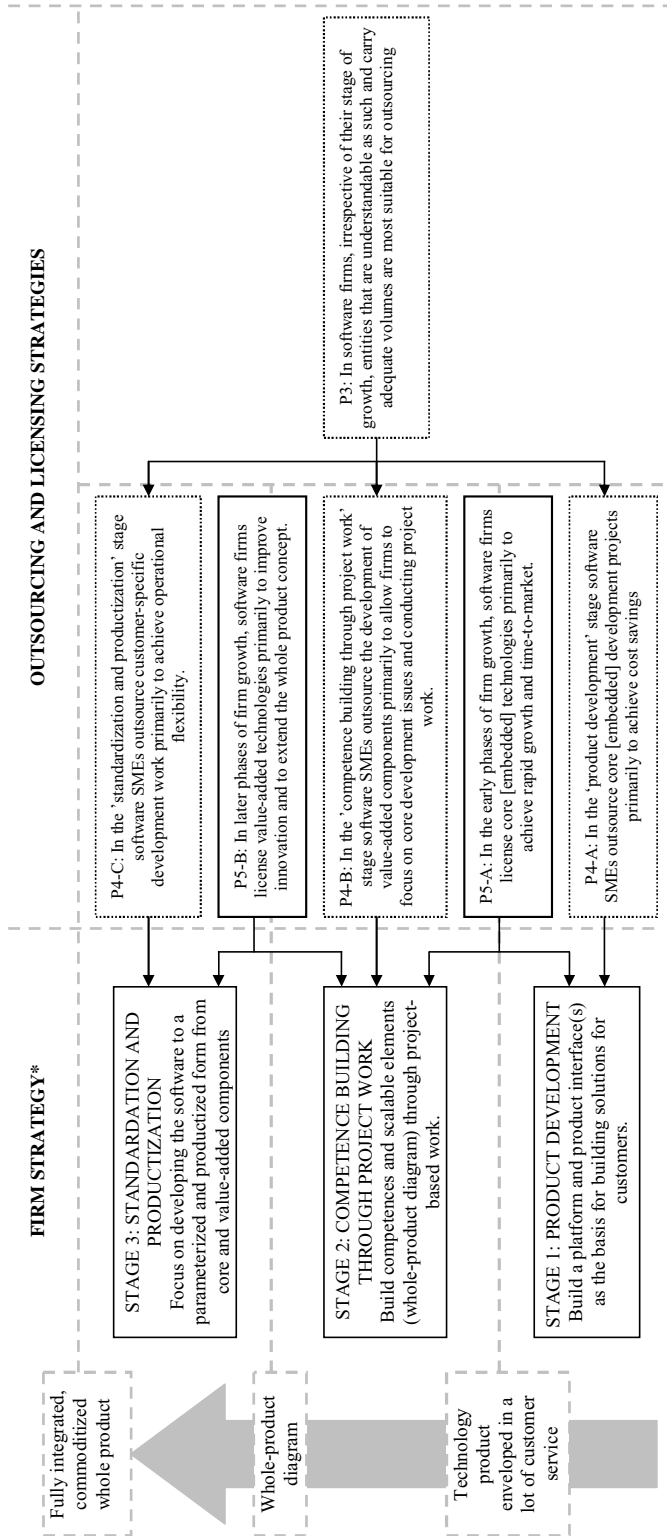 FIRM STRATEGY*
OUTSOURCING AND LICENSING STRATEGIES
Fully integrated,
commoditized
whole product
STAGE 3: STANDARDATION AND
PRODUCTIZATION
Focus on developing the software to a
parameterized and productized form from
core and value-added components
P4-C: In the 'standardization and productization' stage
software SMEs outsource customer-specific
development work primarily to achieve operational
flexibility.
P5-B: In later phases of firm growth, software firms
license value-added technologies primarily to improve
innovation and to extend the whole product concept.
Whole-product
diagram
STAGE 2: COMPETENCE BUILDING
THROUGH PROJECT WORK
Build competences and scalable elements
(whole-product diagram) through project-
based work.
P4-B: In the 'competence building through project work'
stage software SMEs outsource the development of
value-added components primarily to allow firms to
focus on core development issues and conducting project
work.
P3: In software firms, irrespective of their stage of
growth, entities that are understandable as such and carry
adequate volumes are most suitable for outsourcing
Technology
product
enveloped in a
lot of customer
service
P5-A: In the early phases of firm growth, software firms
license core [embedded] technologies primarily to
achieve rapid growth and time-to-market.
STAGE 1: PRODUCT DEVELOPMENT
Build a platform and product interface(s)
as the basis for building solutions for
customers.
P4-A: In the ‘product development’ stage software
SMEs outsource core [embedded] development projects
primarily to achieve cost savings